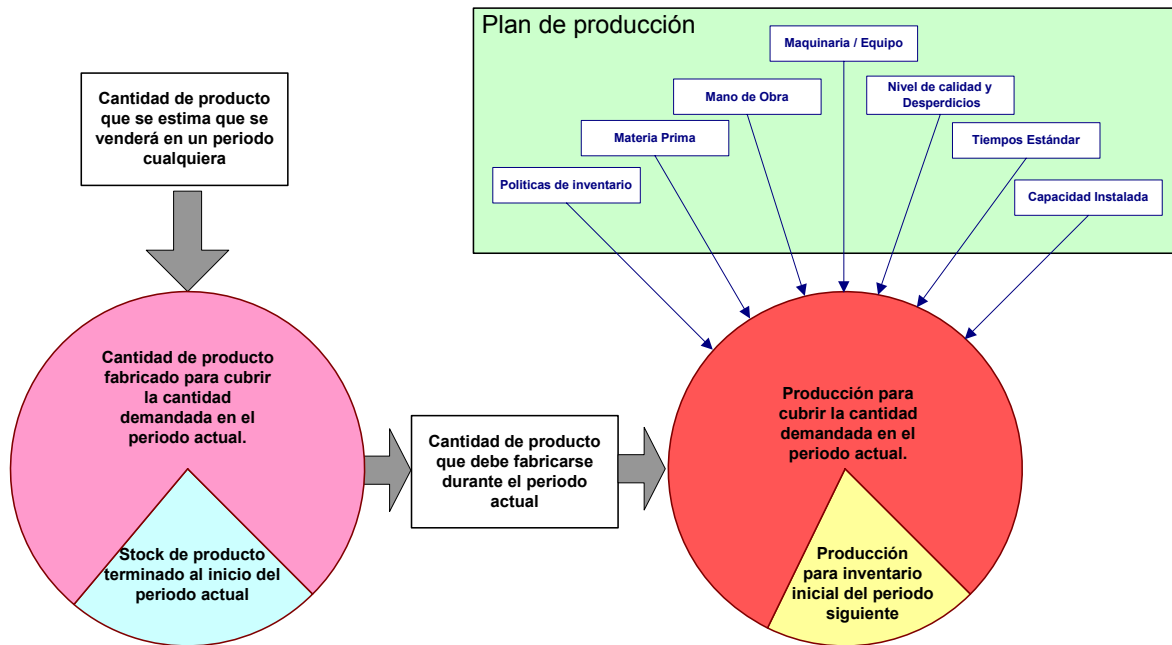 Plan de producción
Maquinaria / Equipo
Mano de Obra
Nivel de calidad y
Desperdicios
Materia Prima
Tiempos Estándar
Politicas de inventario
Capacidad Instalada
Cantidad de producto
que se estima que se
venderá en un periodo
cualquiera
Cantidad de producto
fabricado para cubrir
la cantidad
demandada en el
periodo actual.
Stock de producto
terminado al inicio del
periodo actual
Cantidad de producto
que debe fabricarse
durante el periodo
actual
Producción para
cubrir la cantidad
demandada en el
periodo actual.
Producción
para inventario
inicial del periodo
siguiente